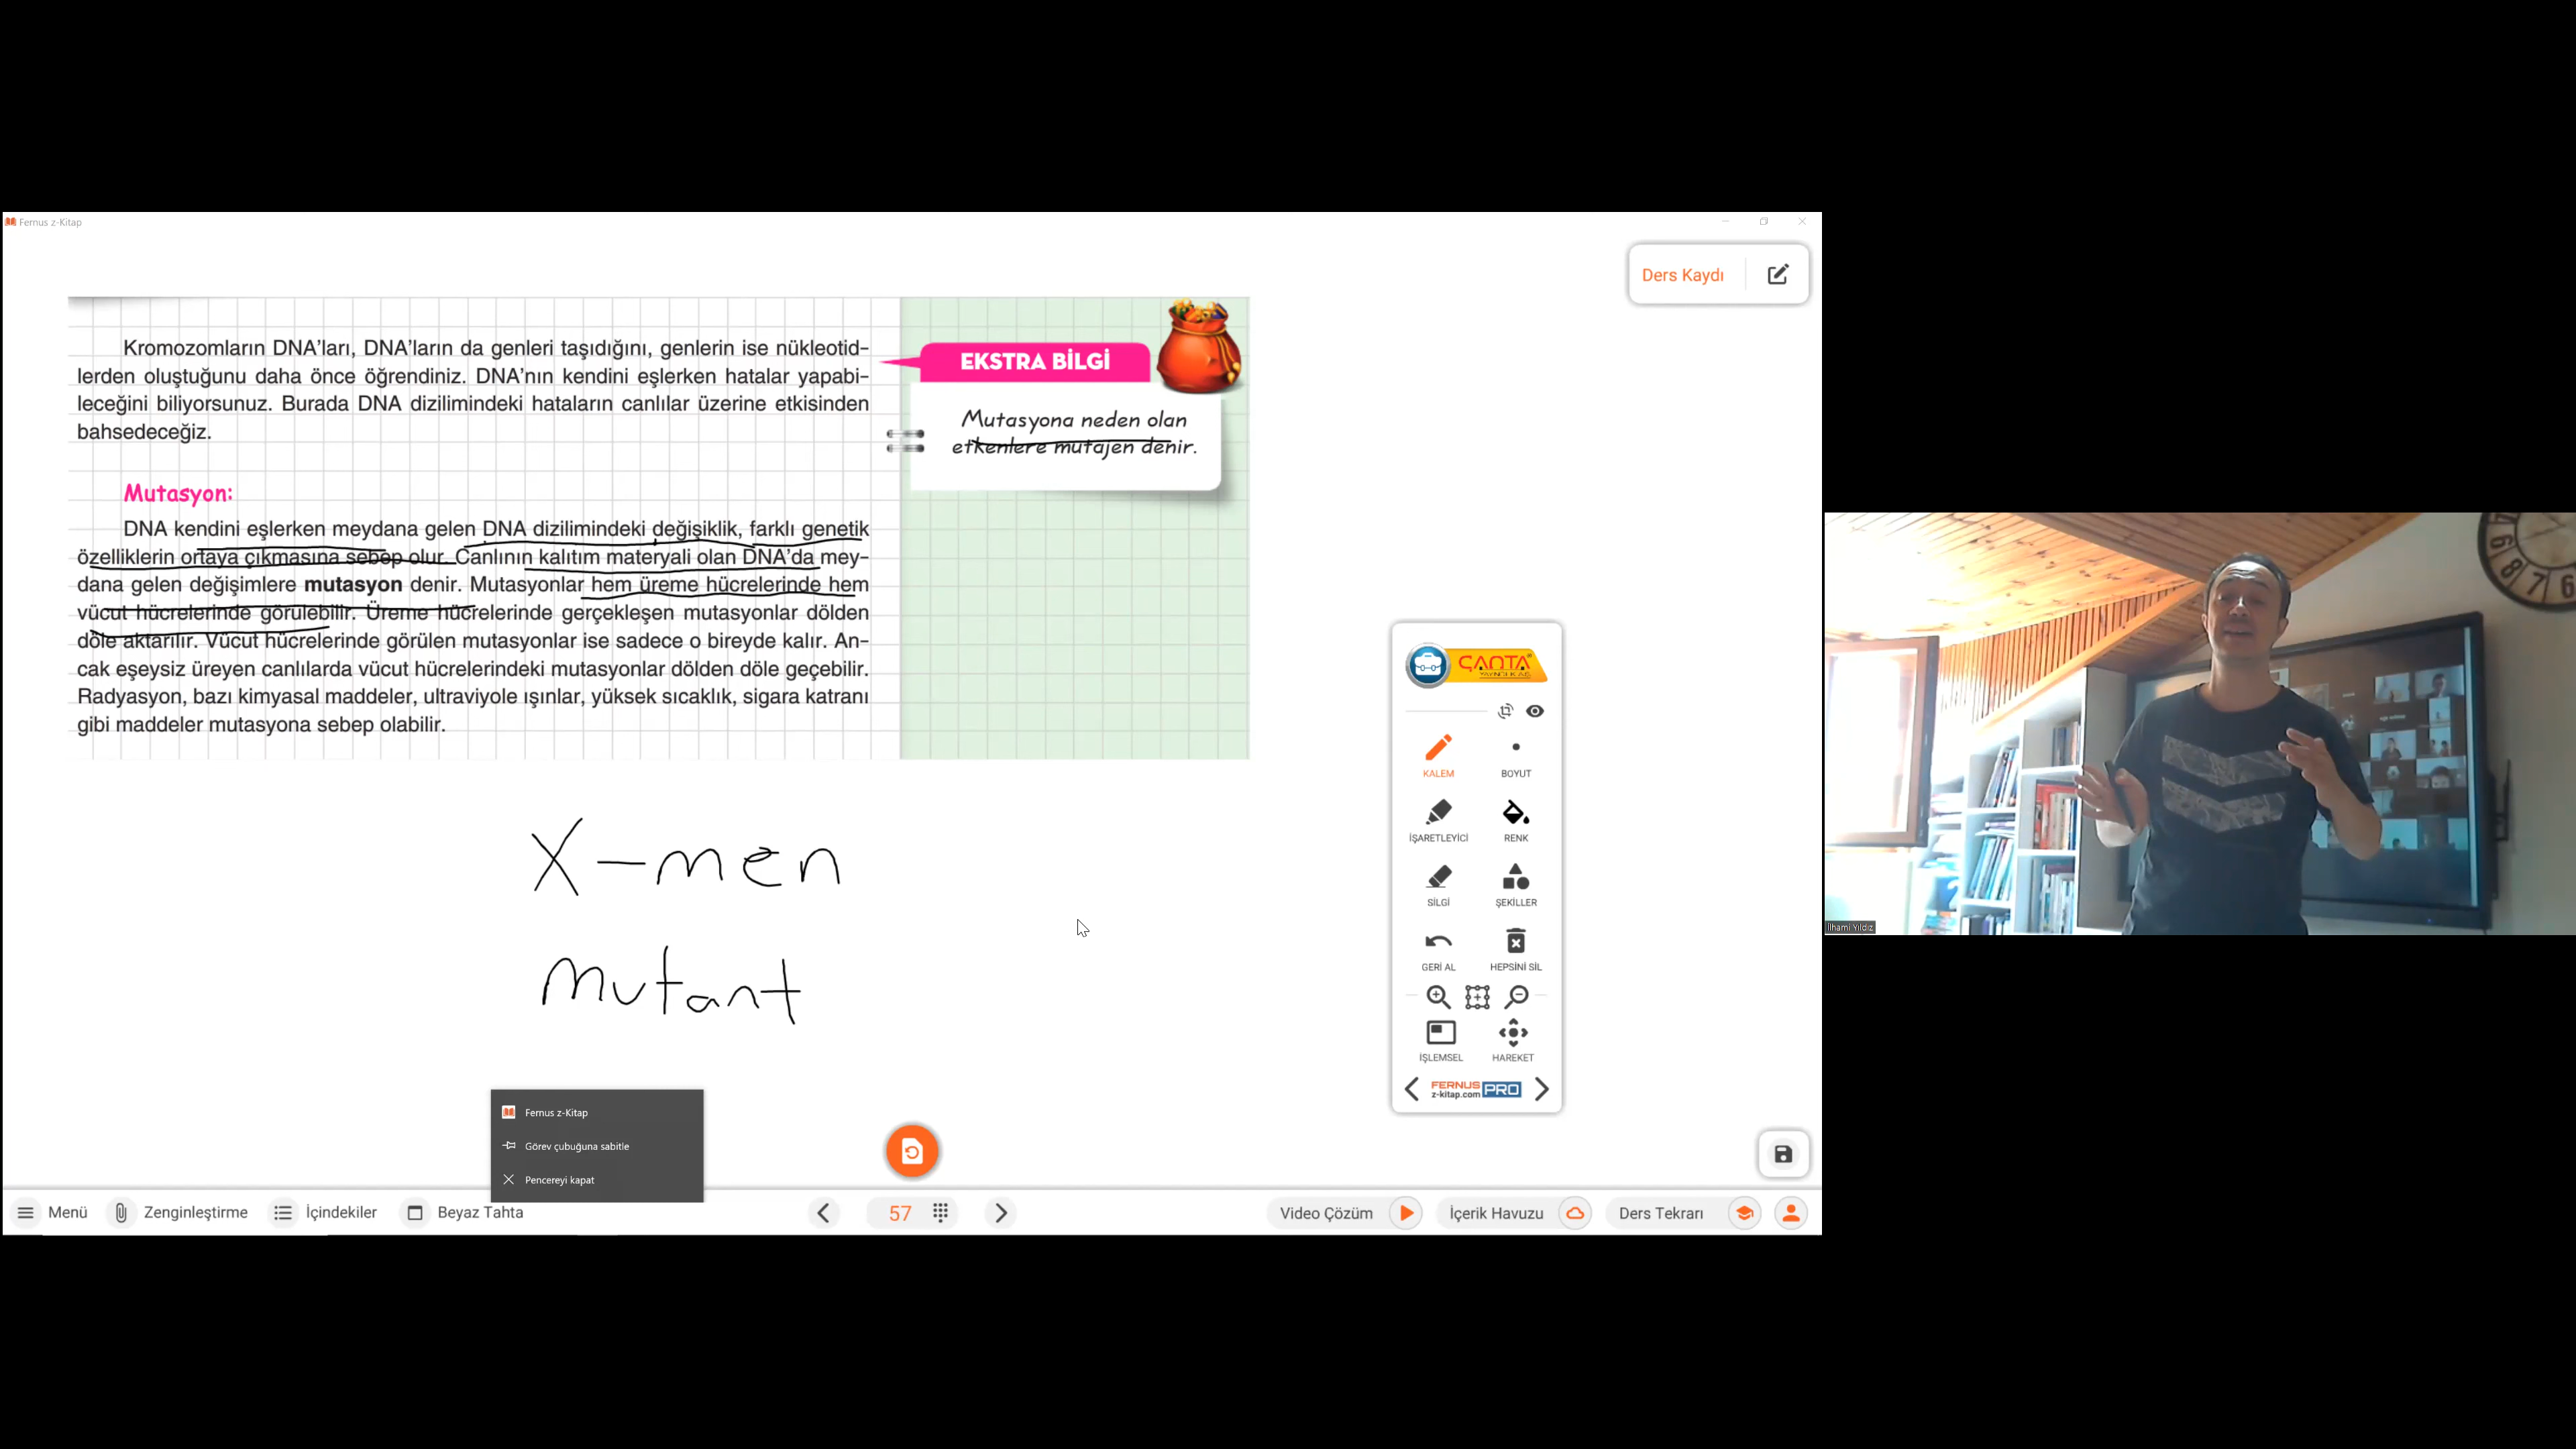 Fernus z-Kitap
Ders Kaydı
Kromozomların DNA'ları, DNA'ların da genleri taşıdığını, genlerin ise nükleotid-
lerden oluştuğunu daha önce öğrendiniz. DNA'nın kendini eşlerken hatalar yapabi-
leceğini biliyorsunuz. Burada DNA dizilimindeki hataların canlılar üzerine etkisinden
bahsedeceğiz.
Mutasyon:
DNA kendini eşlerken meydana gelen DNA dizilimindeki değişiklik, farklı genetik
özelliklerin ortaya çıkmasına sebep olur. Canlının kalıtım materyali olan DNA'da mey-
dana gelen değişimlere mutasyon denir. Mutasyonlar hem üreme hücrelerinde hem
vücut hücrelerinde görülebilir. Üreme hücrelerinde gerçekleşen mutasyonlar dölden
döle aktarılır. Vücut hücrelerinde görülen mutasyonlar ise sadece o bireyde kalır. An-
cak eşeysiz üreyen canlılarda vücut hücrelerindeki mutasyonlar dölden döle geçebilir.
Radyasyon, bazı kimyasal maddeler, ultraviyole ışınlar, yüksek sıcaklık, sigara katranı
gibi maddeler mutasyona sebep olabilir.
EKSTRA BİLGİ
Mutasyona neden olan
etkenlere mutajen denir.
X-men
Mutant
ÇANTA
YAYINCILIK A.Ş.
KALEM
BOYUT
İŞARETLEYİCİ
RENK
SİLGİ
ŞEKİLLER
GERİ AL
HEPSİNİ SİL
İŞLEMSEL
HAREKET
FERNUS
z-kitap.com PRO
Fernus z-Kitap
Görev çubuğuna sabitle
Pencereyi kapat
Menü
Zenginleştirme
İçindekiler
Beyaz Tahta
57
Video Çözüm
İçerik Havuzu
Ders Tekrarı
İlhami Yıldız
7 8 6